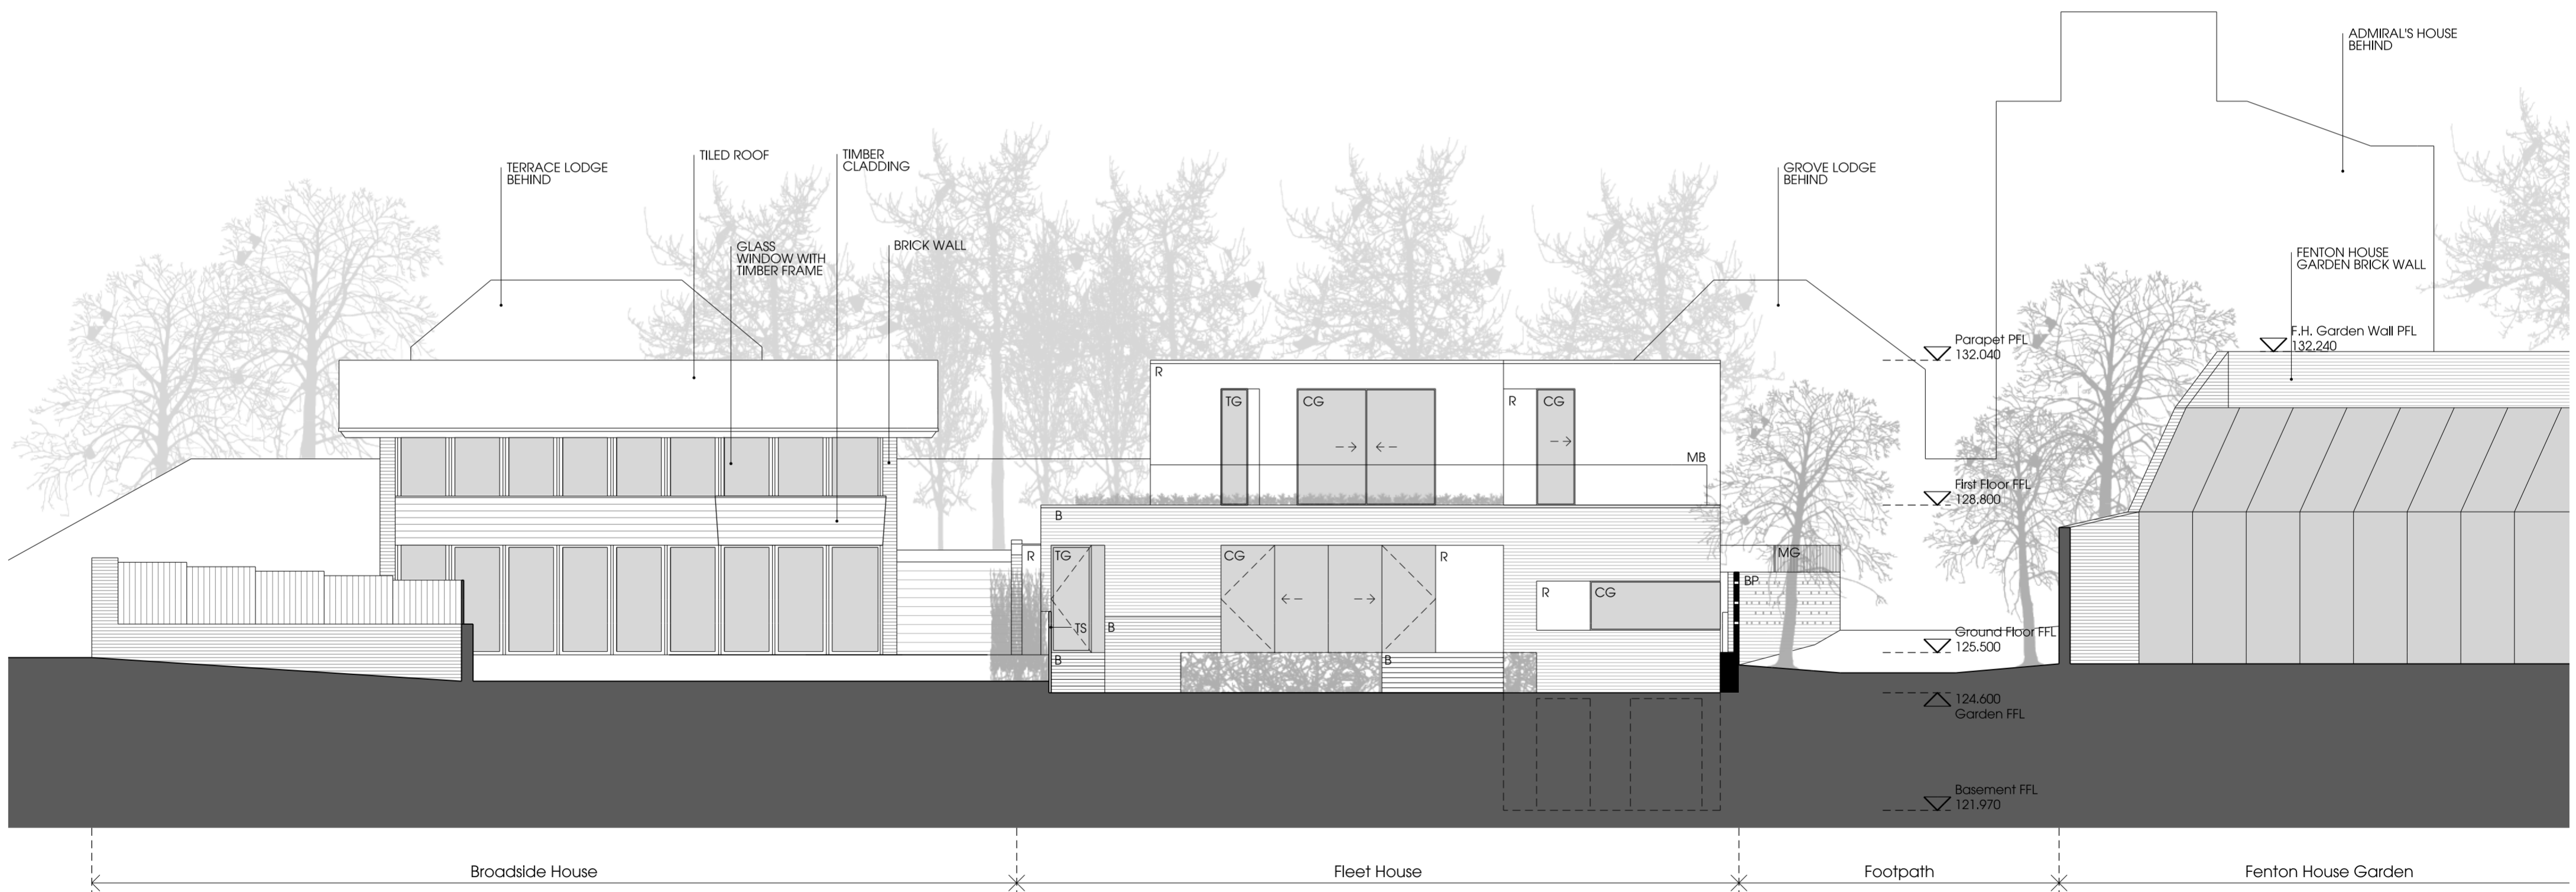 ADMIRAL'S HOUSE
BEHIND
TERRACE LODGE
BEHIND
TILED ROOF
TIMBER
CLADDING
GROVE LODGE
BEHIND
GLASS
WINDOW WITH
TIMBER FRAME
BRICK WALL
FENTON HOUSE
GARDEN BRICK WALL
Parapet PFL
132.040
F.H. Garden Wall PFL
132.240
R
TG
CG
R
CG
MB
First Floor FFL
128.800
B
R
TG
CG
R
MG
R
CG
BP
TS
B
Ground Floor FFL
125.500
B
B
124.600
Garden FFL
Basement FFL
121.970
Broadside House
Fleet House
Footpath
Fenton House Garden